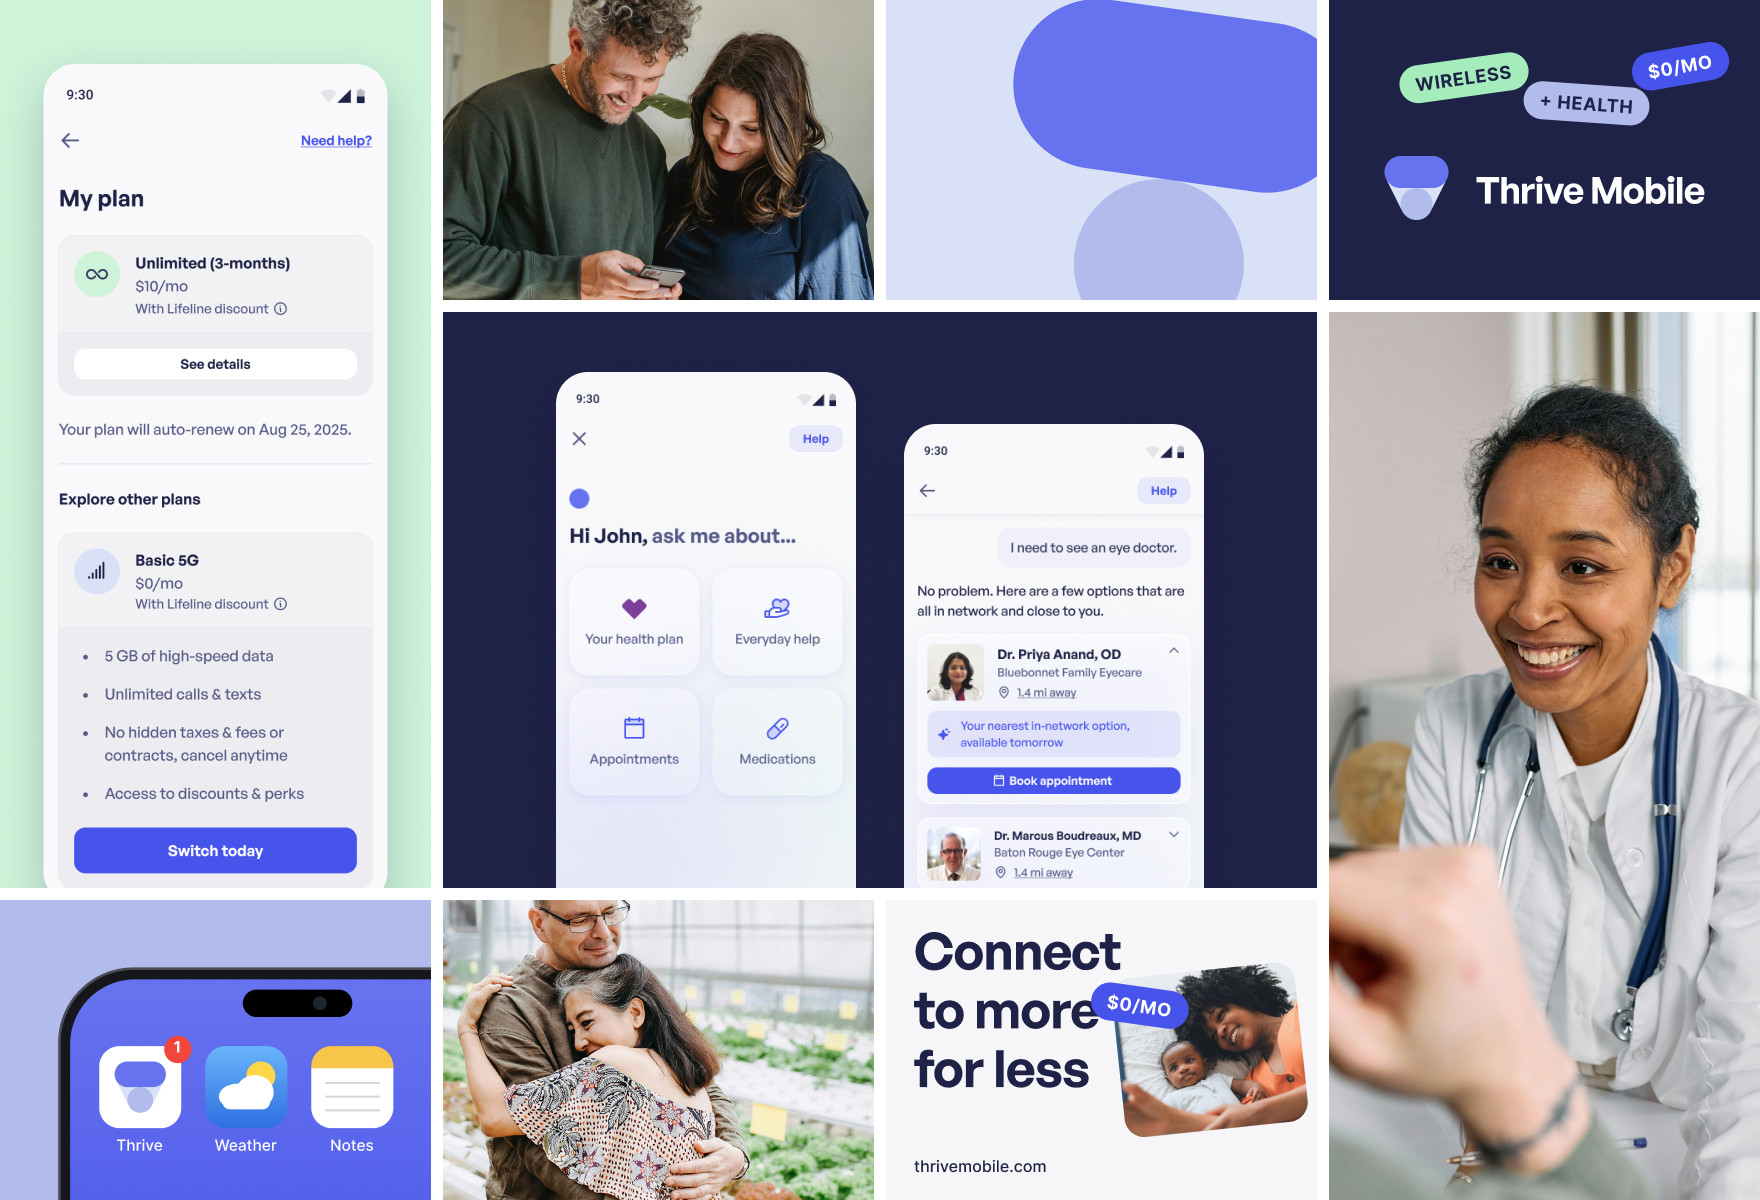 9:30
Need help?
My plan
Unlimited (3-months)
$10/mo
With Lifeline discount
See details
Your plan will auto-renew on Aug 25, 2025.
Explore other plans
Basic 5G
$0/mo
With Lifeline discount
• 5 GB of high-speed data
• Unlimited calls & texts
• No hidden taxes & fees or
contracts, cancel anytime
• Access to discounts & perks
Switch today
WIRELESS
+ HEALTH
$0/MO
Thrive Mobile
9:30
Help
Hi John, ask me about...
Your health plan
Everyday help
Appointments
Medications
9:30
Help
I need to see an eye doctor.
No problem. Here are a few options that are
all in network and close to you.
Dr. Priya Anand, OD
Bluebonnet Family Eyecare
1.4 mi away
Your nearest in-network option,
available tomorrow
Book appointment
Dr. Marcus Boudreaux, MD
Baton Rouge Eye Center
1.4 mi away
1
Thrive
Weather
Notes
Connect
to more
for less
$0/MO
thrivemobile.com